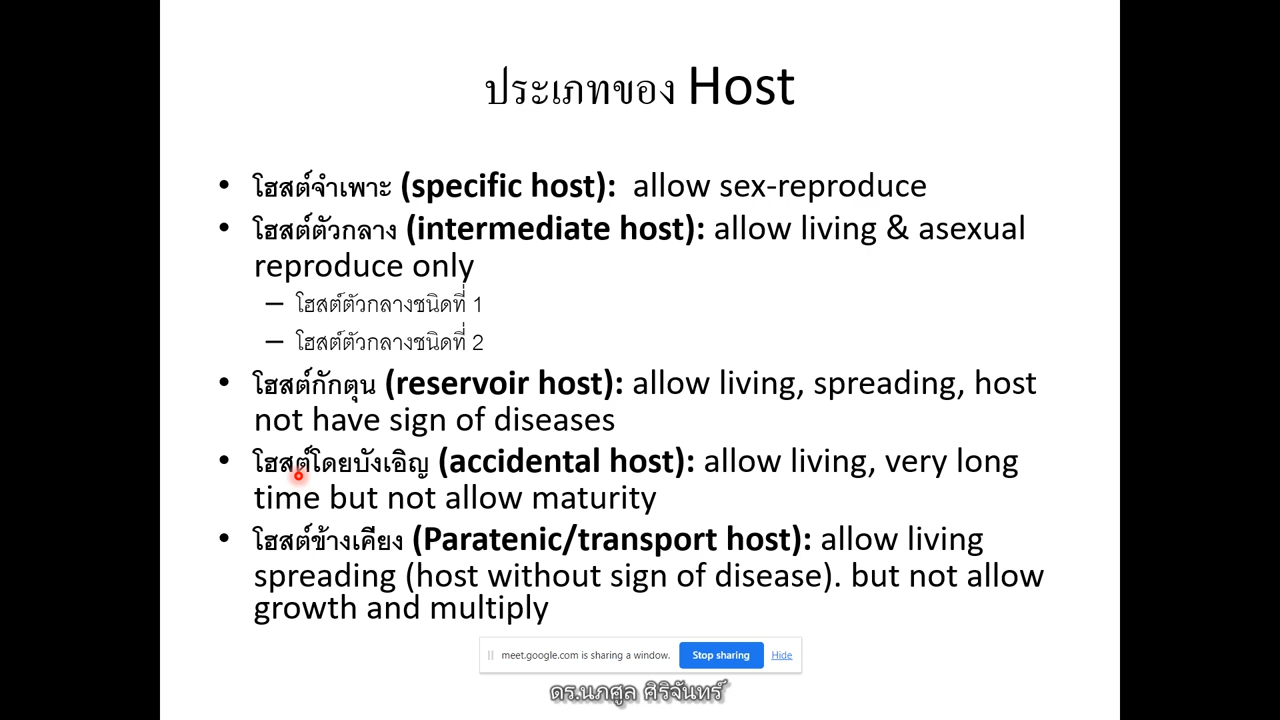 ประเภทของ Host
• โฮสต์จำเพาะ (specific host): allow sex-reproduce
• โฮสต์ตัวกลาง (intermediate host): allow living & asexual
reproduce only
– โฮสต์ตัวกลางชนิดที่ 1
– โฮสต์ตัวกลางชนิดที่ 2
• โฮสต์กักตุน (reservoir host): allow living, spreading, host
not have sign of diseases
• โฮสต์โดยบังเอิญ (accidental host): allow living, very long
time but not allow maturity
• โฮสต์ข้างเคียง (Paratenic/transport host): allow living
spreading (host without sign of disease). but not allow
growth and multiply
meet.google.com is sharing a window. Stop sharing Hide
ดร.นภศูล ศิริจันทร์